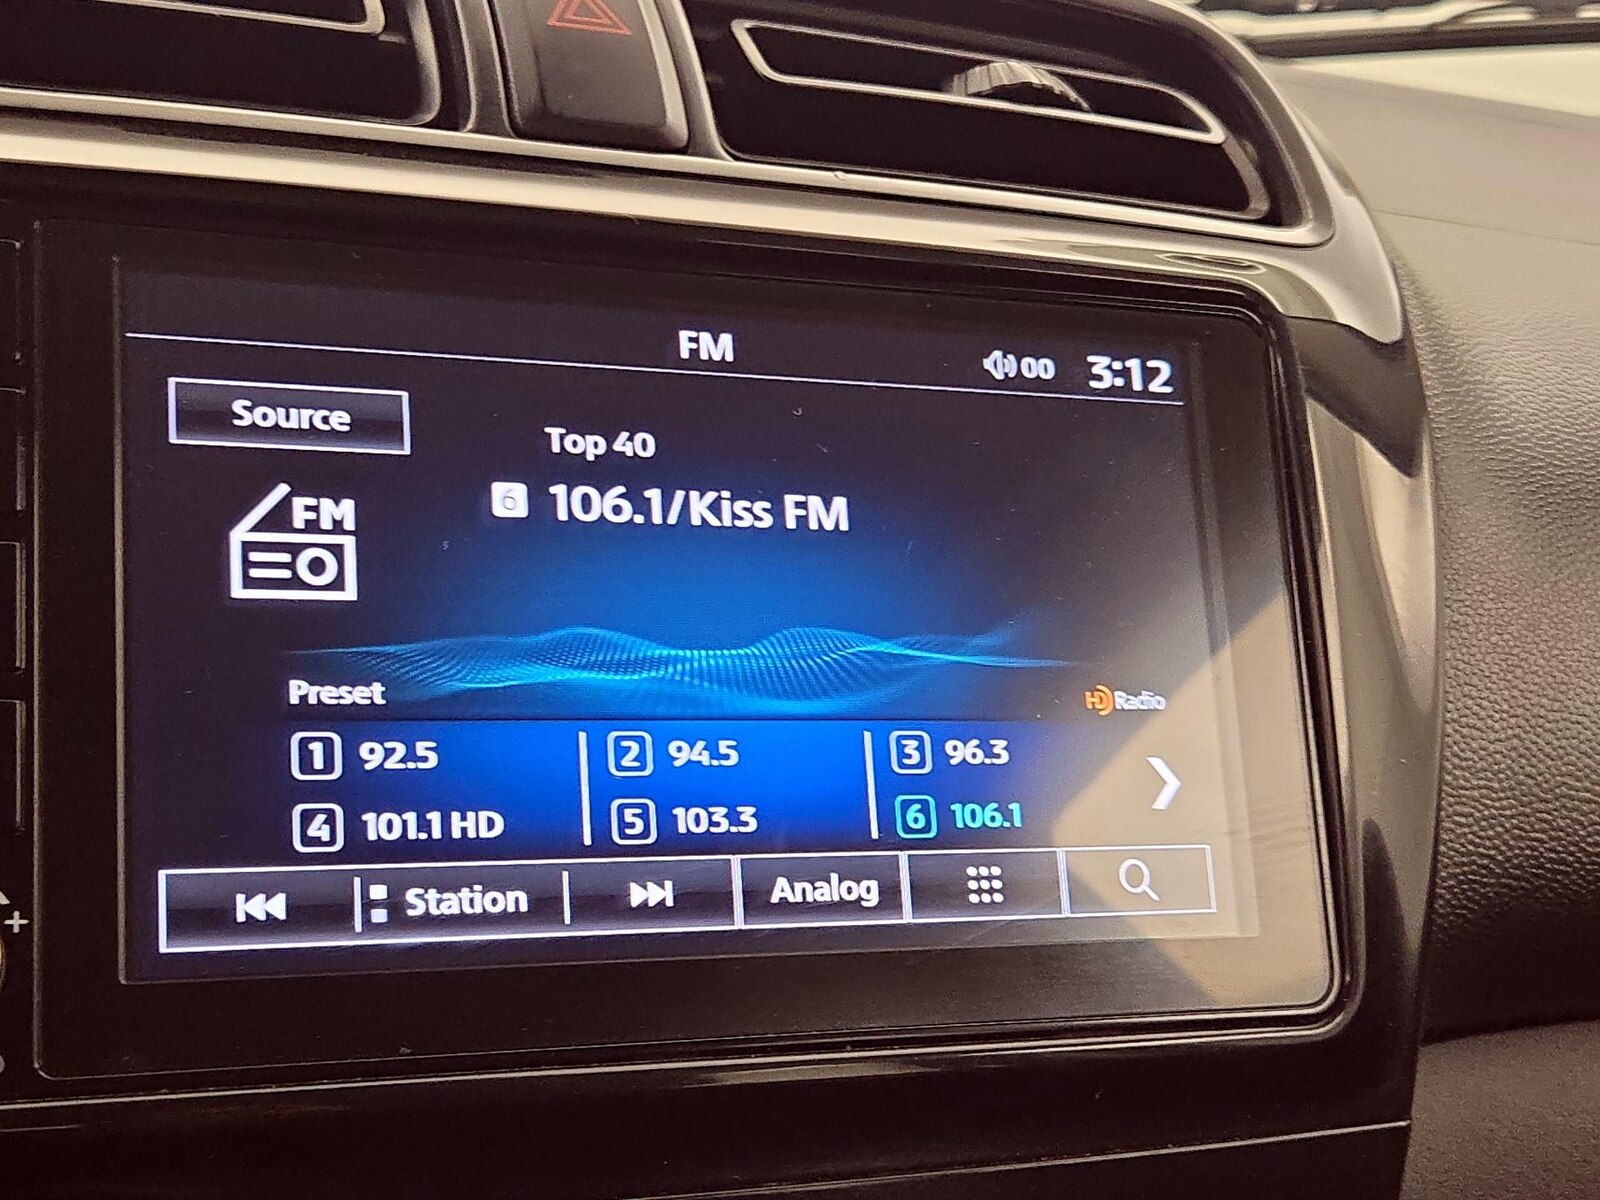 FM
00 3:12
Source
Top 40
6 106.1/Kiss FM
FM
Preset
HD Radio
1 92.5 2 94.5 3 96.3
4 101.1 HD 5 103.3 6 106.1
Station Analog